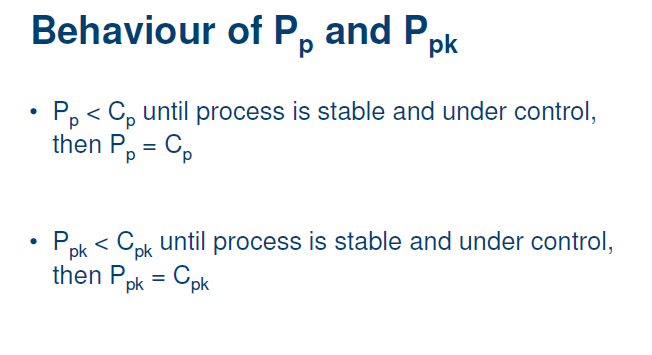 Behaviour of Pp and Ppk
• Pp < Cp until process is stable and under control,
then Pp = Cp
• Ppk < Cpk until process is stable and under control,
then Ppk = Cpk